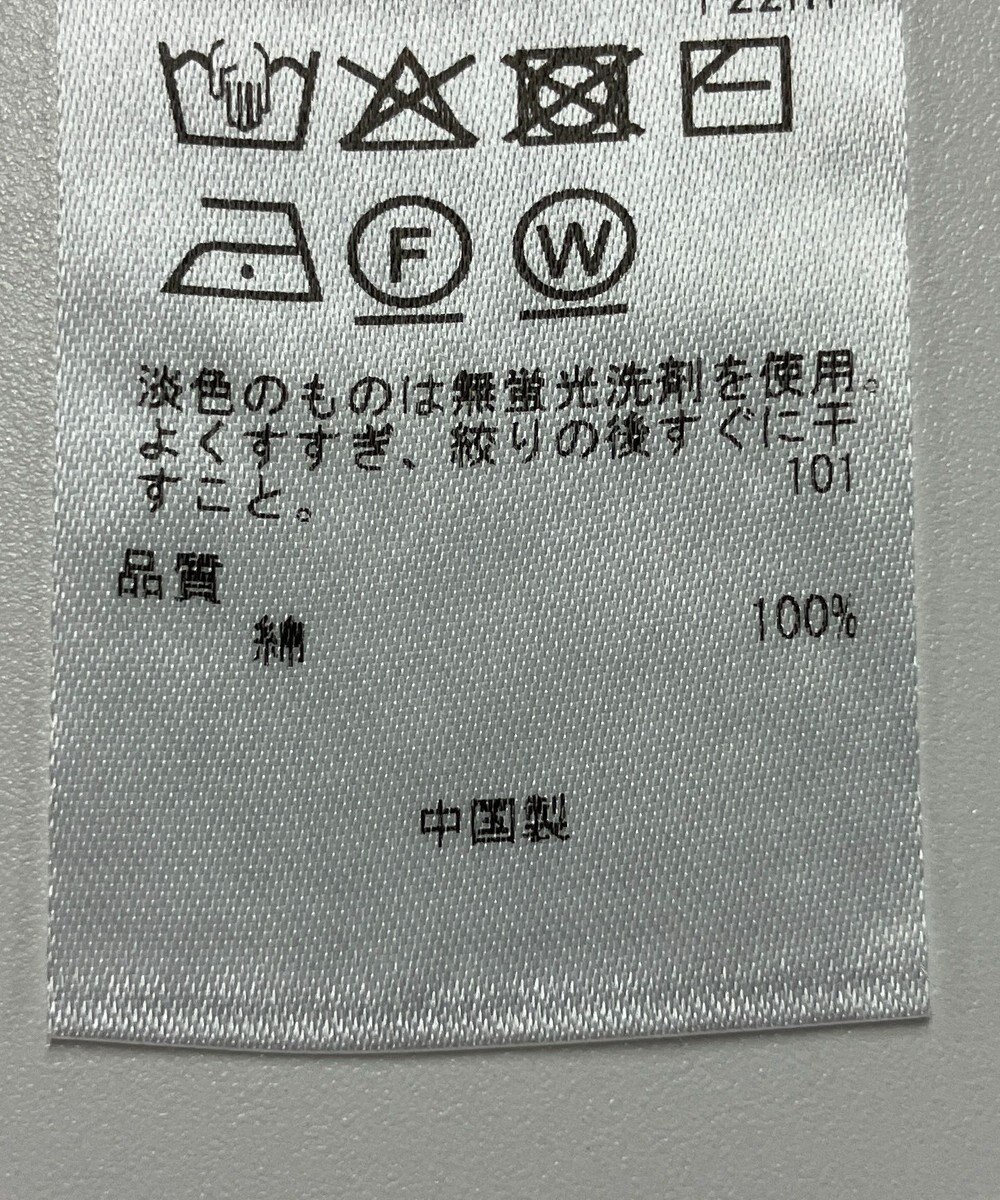 F
W
淡色のものは無蛍光洗剤を使用。
よくすすぎ、絞りの後すぐに干
すこと。
101
品質
綿 100%
中国製